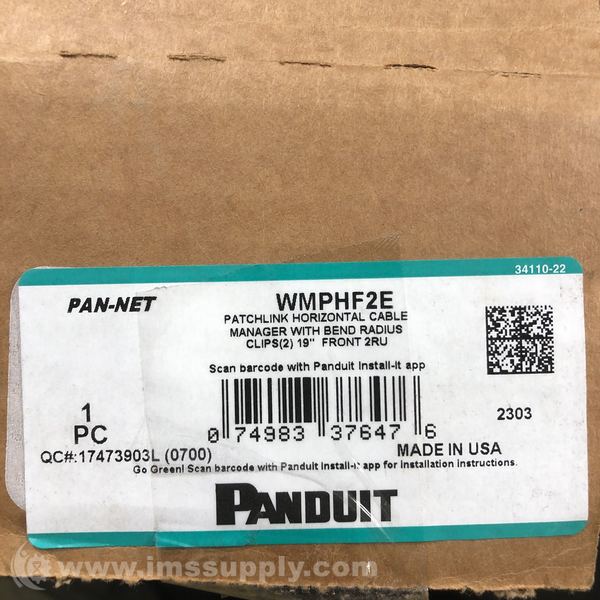 34110-22
PAN-NET
WMPHF2E
PATCHLINK HORIZONTAL CABLE
MANAGER WITH BEND RADIUS
CLIPS(2) 19" FRONT 2RU
Scan barcode with Panduit Install-It app
1
PC
0 74983 37647 6
2303
QC#:17473903L (0700)
MADE IN USA
Go Green! Scan barcode with Panduit Install-It app for installation instructions.
PANDUIT
www.imssupply.com